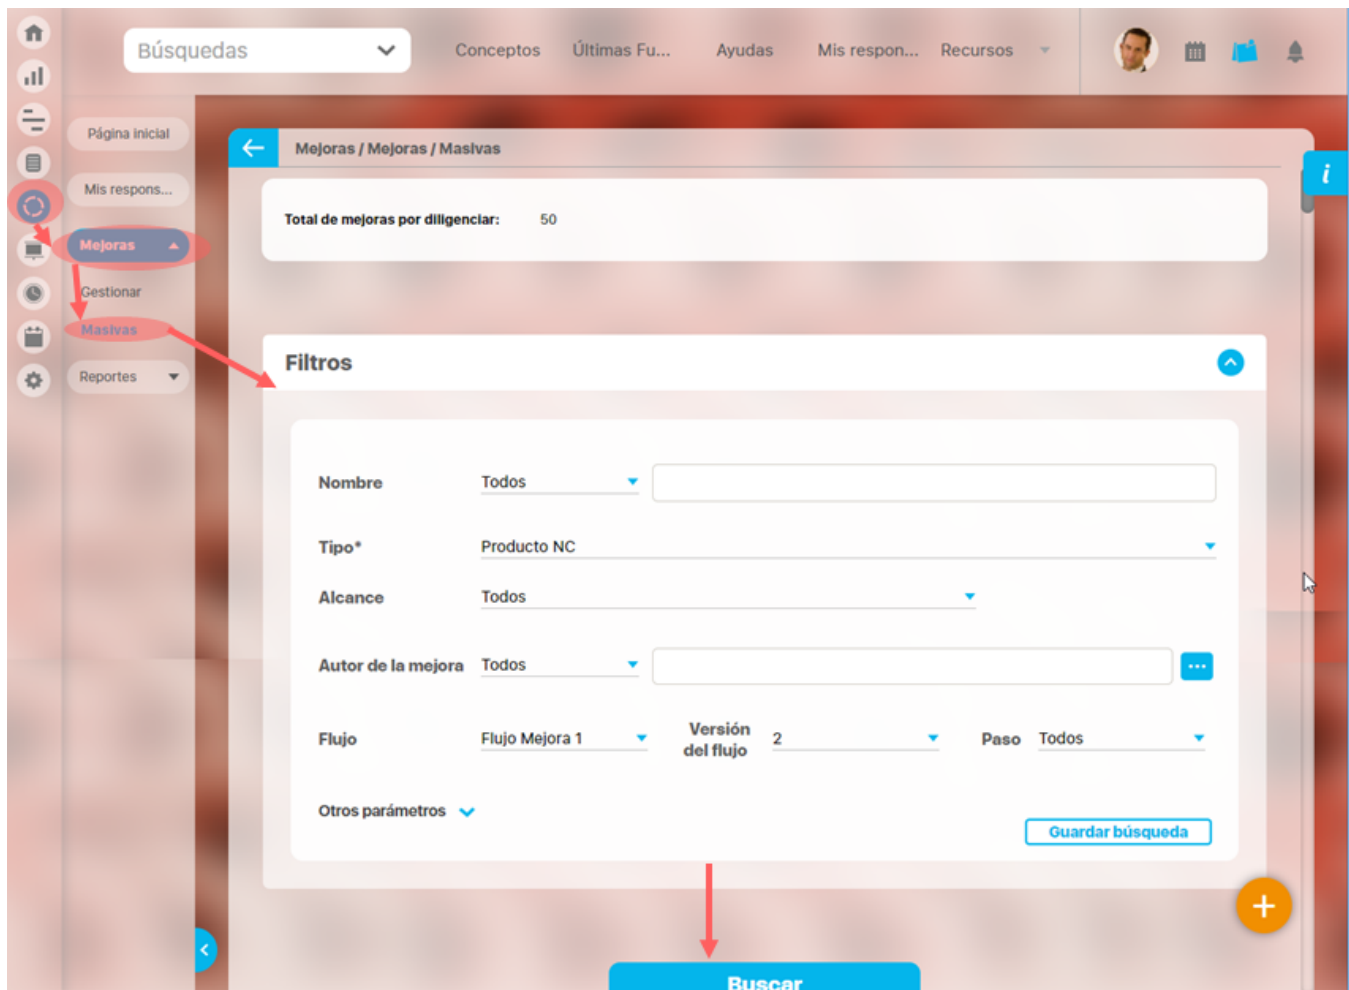 Búsquedas
Conceptos Últimas Fu... Ayudas Mis respon... Recursos
Página inicial
Mis respons...
Mejoras
Gestionar
Masivas
Reportes
Mejoras / Mejoras / Masivas
i
Total de mejoras por diligenciar: 50
Filtros
Nombre Todos
Tipo* Producto NC
Alcance Todos
Autor de la mejora Todos
Flujo Flujo Mejora 1 Versión del flujo 2 Paso Todos
Otros parámetros
Guardar búsqueda
Buscar